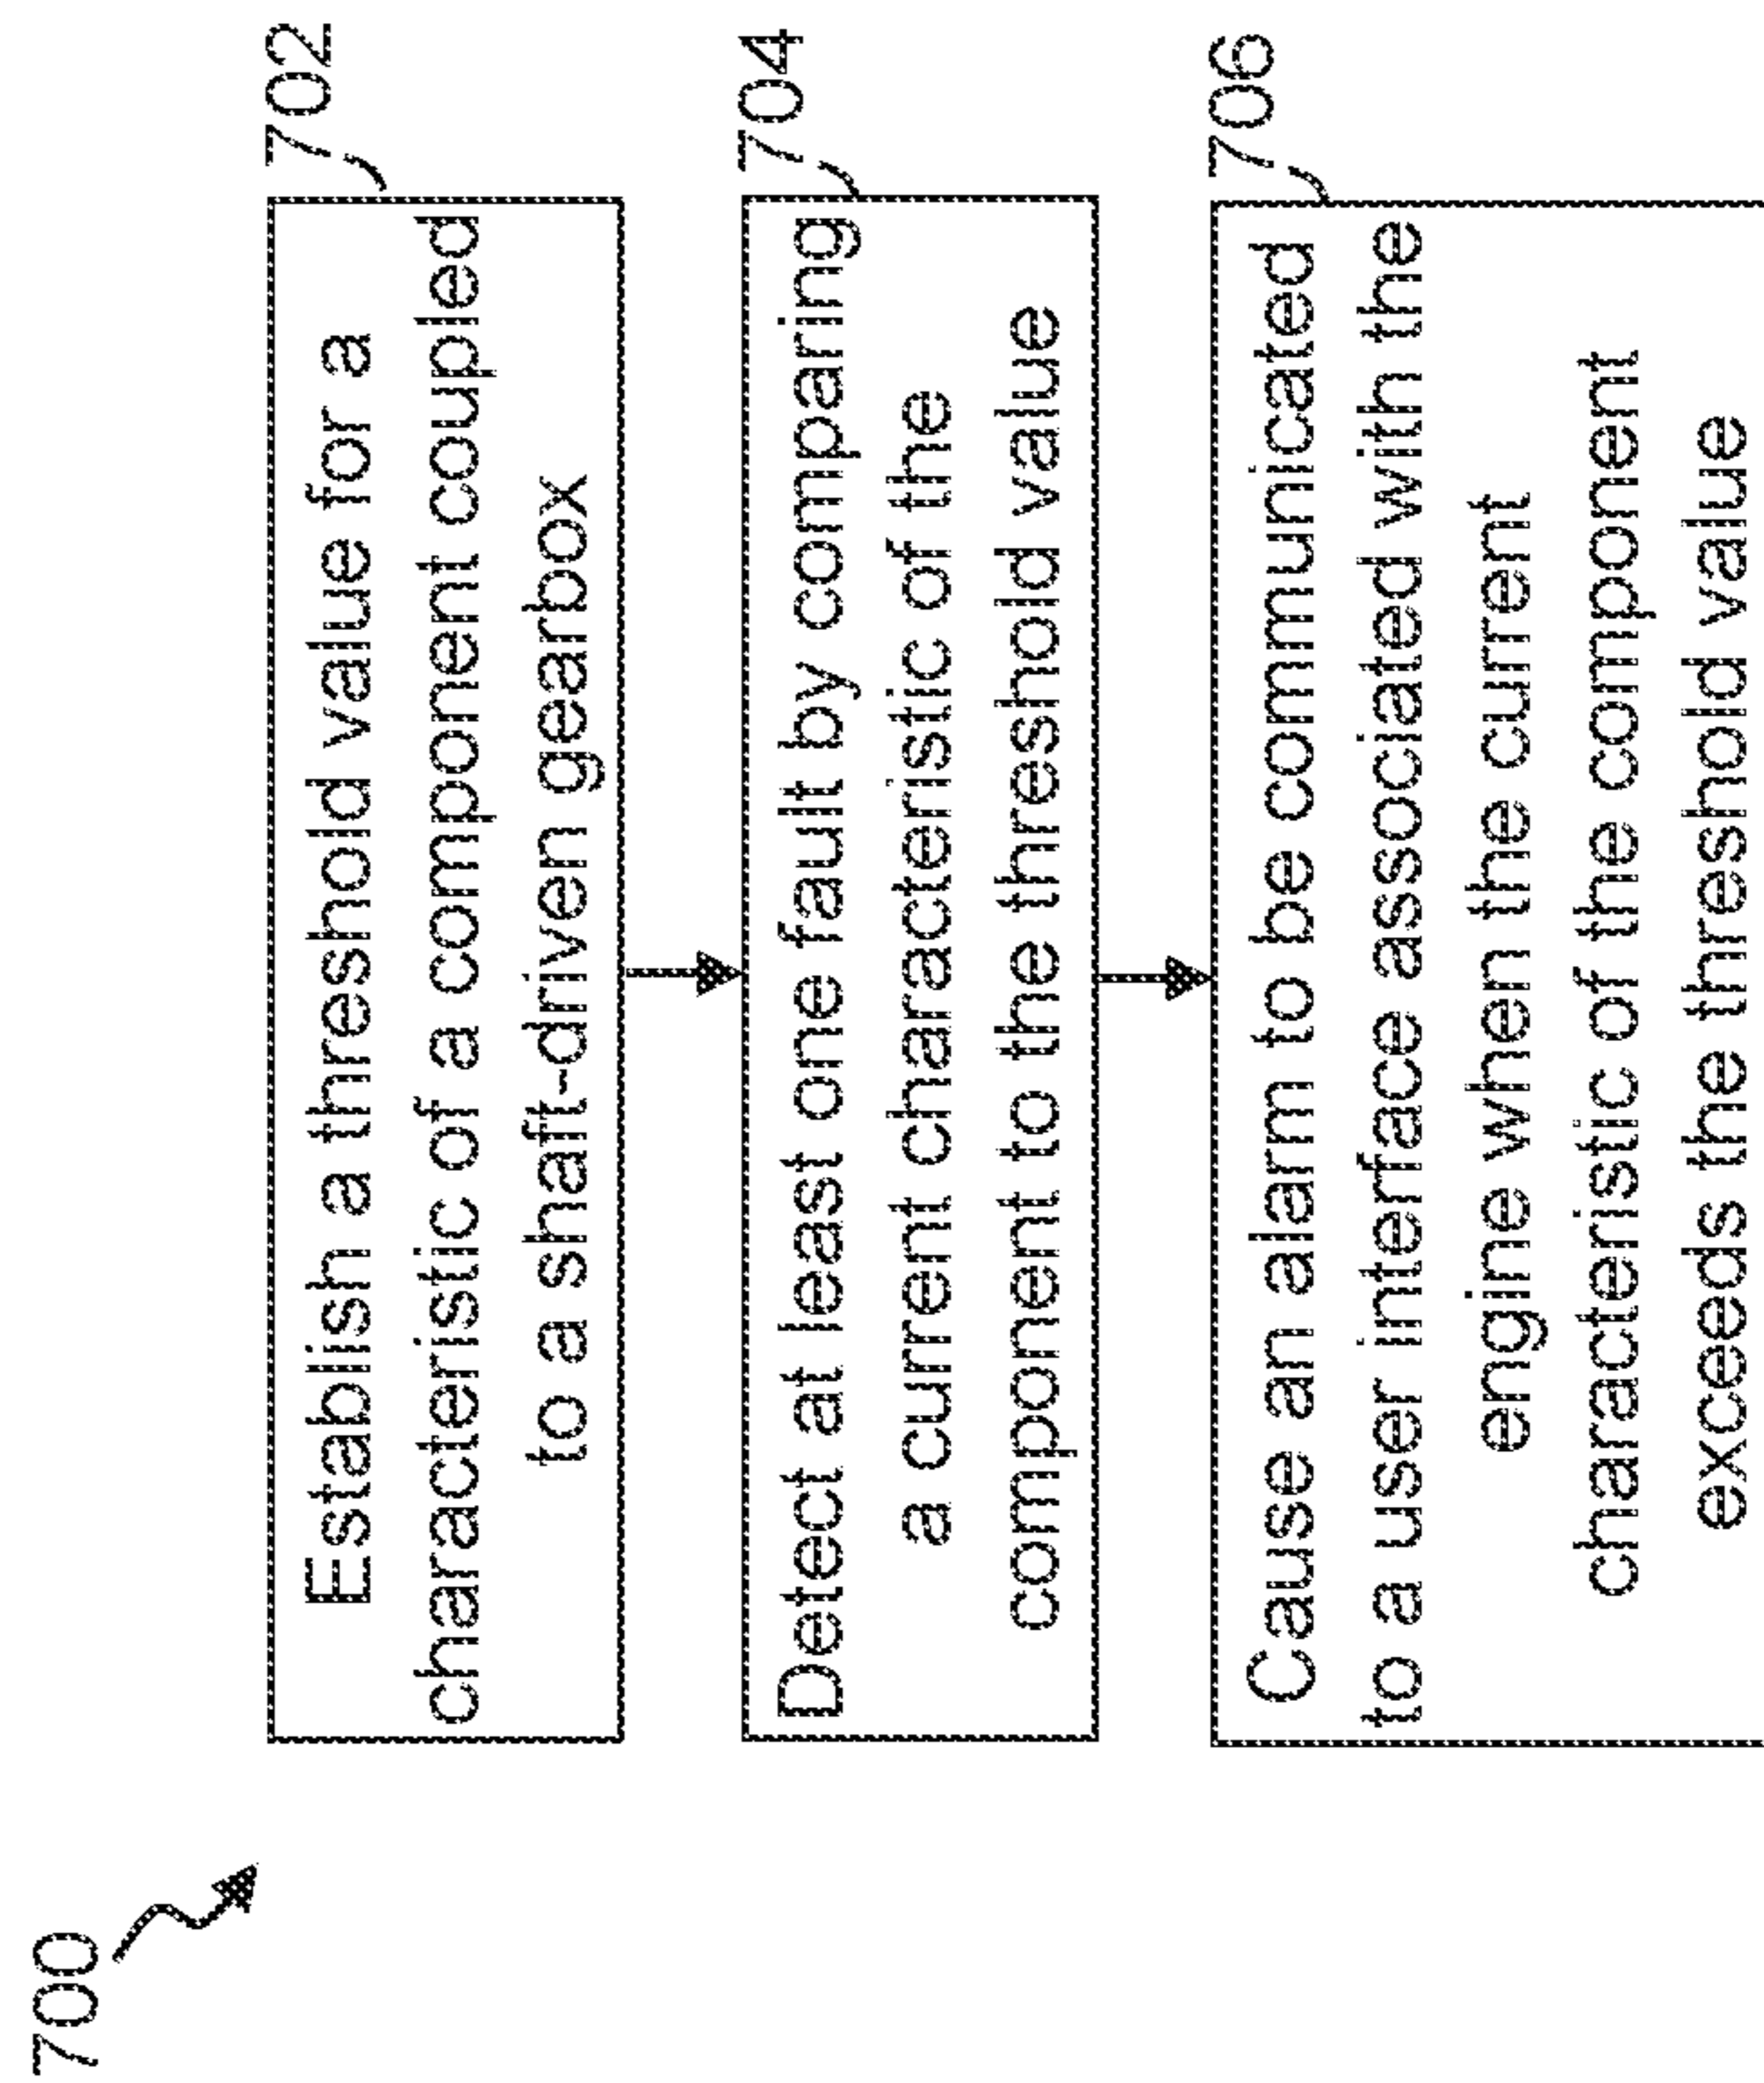 700
702
Establish a threshold value for a
characteristic of a component coupled
to a shaft-driven gearbox
704
Detect at least one fault by comparing
a current characteristic of the
component to the threshold value
706
Cause an alarm to be communicated
to a user interface associated with the
engine when the current
characteristic of the component
exceeds the threshold value